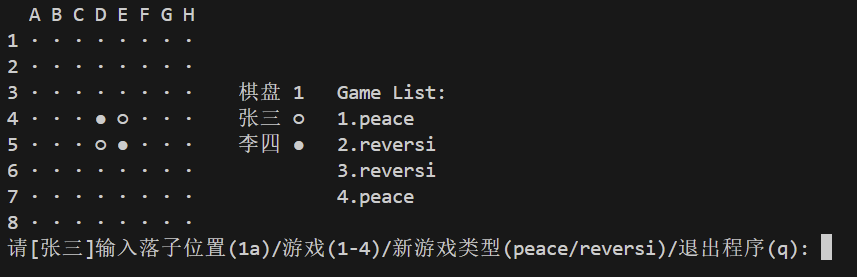 A B C D E F G H
1 · · · · · · · ·
2 · · · · · · · ·
3 · · · · · · · · 棋盘 1 Game List:
4 · · · ● ○ · · · 张三 ○ 1.peace
5 · · · ○ ● · · · 李四 ● 2.reversi
6 · · · · · · · · 3.reversi
7 · · · · · · · · 4.peace
8 · · · · · · · ·
请[张三]输入落子位置(1a)/游戏(1-4)/新游戏类型(peace/reversi)/退出程序(q):